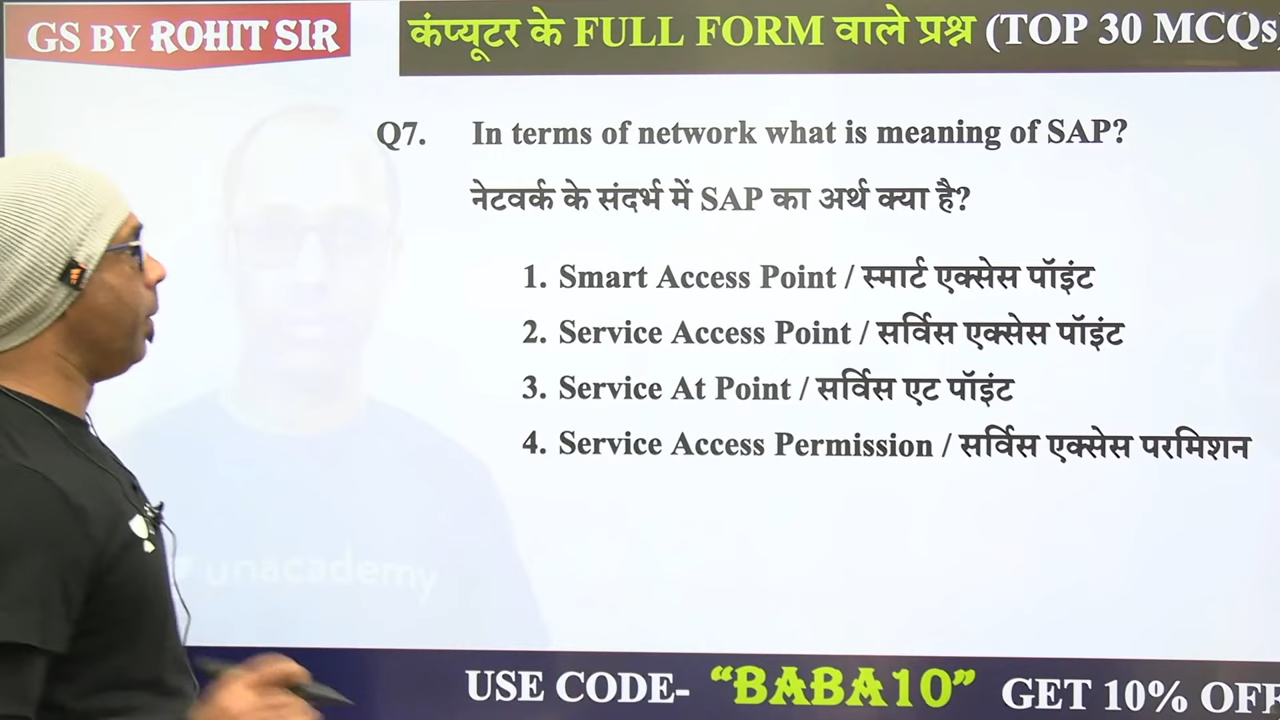 GS BY ROHIT SIR
कंप्यूटर के FULL FORM वाले प्रश्न (TOP 30 MCQs)
Q7. In terms of network what is meaning of SAP?
नेटवर्क के संदर्भ में SAP का अर्थ क्या है?
1. Smart Access Point / स्मार्ट एक्सेस पॉइंट
2. Service Access Point / सर्विस एक्सेस पॉइंट
3. Service At Point / सर्विस एट पॉइंट
4. Service Access Permission / सर्विस एक्सेस परमिशन
unacademy
USE CODE- “BABA10” GET 10% OFF